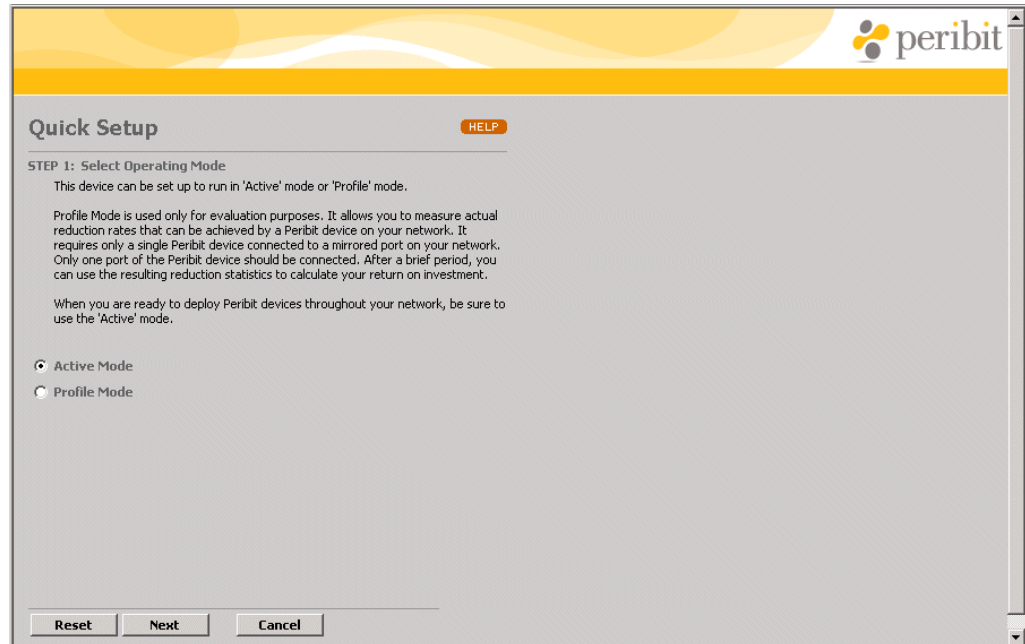 peribit
Quick Setup
HELP
STEP 1: Select Operating Mode
This device can be set up to run in 'Active' mode or 'Profile' mode.
Profile Mode is used only for evaluation purposes. It allows you to measure actual
reduction rates that can be achieved by a Peribit device on your network. It
requires only a single Peribit device connected to a mirrored port on your network.
Only one port of the Peribit device should be connected. After a brief period, you
can use the resulting reduction statistics to calculate your return on investment.
When you are ready to deploy Peribit devices throughout your network, be sure to
use the 'Active' mode.
Active Mode
Profile Mode
Reset Next Cancel